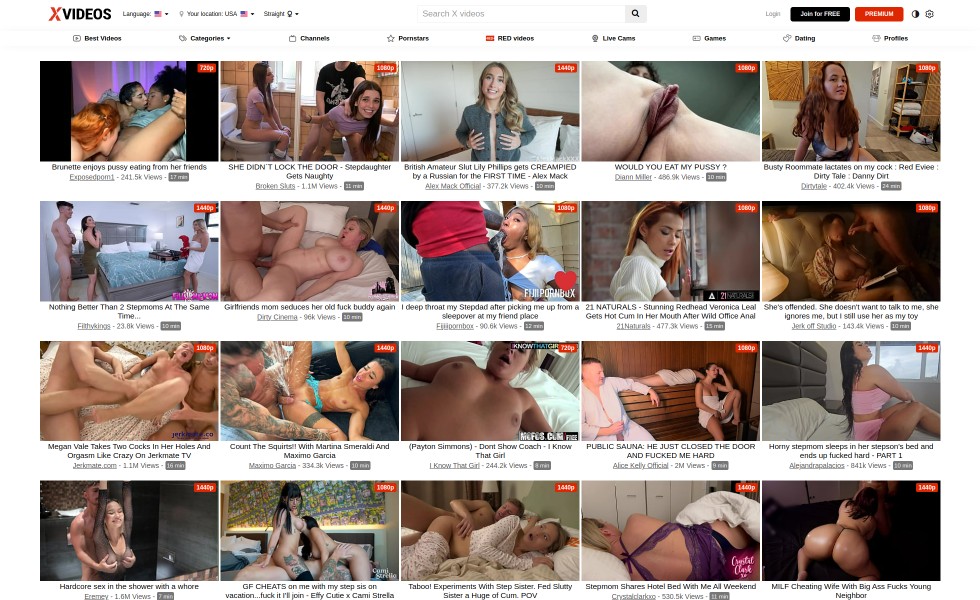 XVIDEOS
Language:
Your location: USA
Straight
Search X videos
Login
Join for FREE
PREMIUM
Best Videos
Categories
Channels
Pornstars
RED videos
Live Cams
Games
Dating
Profiles
720p
1080p
1440p
1080p
1080p
Brunette enjoys pussy eating from her friends
Exposedporn1 - 241.5k Views - 17 min
SHE DIDN´T LOCK THE DOOR - Stepdaughter
Gets Naughty
Broken Sluts - 1.1M Views - 11 min
British Amateur Slut Lily Phillips gets CREAMPIED
by a Russian for the FIRST TIME - Alex Mack
Alex Mack Official - 377.2k Views - 10 min
WOULD YOU EAT MY PUSSY ?
Diann Miller - 486.9k Views - 10 min
Busty Roommate lactates on my cock : Red Eviee :
Dirty Tale : Danny Dirt
Dirtytale - 402.4k Views - 24 min
1440p
1440p
1080p
1080p
1080p
FIJIIPORNBOX
21 NATURALS
Nothing Better Than 2 Stepmoms At The Same
Time...
Filthykings - 23.8k Views - 10 min
Girlfriends mom seduces her old fuck buddy again
Dirty Cinema - 96k Views - 10 min
I deep throat my Stepdad after picking me up from a
sleepover at my friend place
Fijiiipornbox - 90.6k Views - 12 min
21 NATURALS - Stunning Redhead Veronica Leal
Gets Hot Cum In Her Mouth After Wild Office Anal
21Naturals - 477.3k Views - 15 min
She's offended. She doesn't want to talk to me, she
ignores me, but I still use her as my toy
Jerk off Studio - 143.4k Views - 10 min
1080p
1440p
IKNOWTHATGIRL
720p
1080p
1440p
jerkmate.co
MOFOS.COM FREE
Megan Vale Takes Two Cocks In Her Holes And
Orgasm Like Crazy On Jerkmate TV
Jerkmate.com - 1.1M Views - 16 min
Count The Squirts!! With Martina Smeraldi And
Maximo Garcia
Maximo Garcia - 334.3k Views - 10 min
(Payton Simmons) - Dont Show Coach - I Know
That Girl
I Know That Girl - 244.2k Views - 8 min
PUBLIC SAUNA: HE JUST CLOSED THE DOOR
AND FUCKED ME HARD
Alice Kelly Official - 2M Views - 9 min
Horny stepmom sleeps in her stepson's bed and
ends up fucked hard - PART 1
Alejandrapalacios - 841k Views - 10 min
1440p
1080p
1440p
1440p
1440p
Cami
Strella
Crystal
Clark
Hardcore sex in the shower with a whore
Eremey - 1.6M Views - 7 min
GF CHEATS on me with my step sis on
vacation...fuck it I'll join - Effy Cutie x Cami Strella
Taboo! Experiments With Step Sister. Fed Slutty
Sister a Huge of Cum. POV
Stepmom Shares Hotel Bed With Me All Weekend
Crystalclarkxo - 530.5k Views - 11 min
MILF Cheating Wife With Big Ass Fucks Young
Neighbor